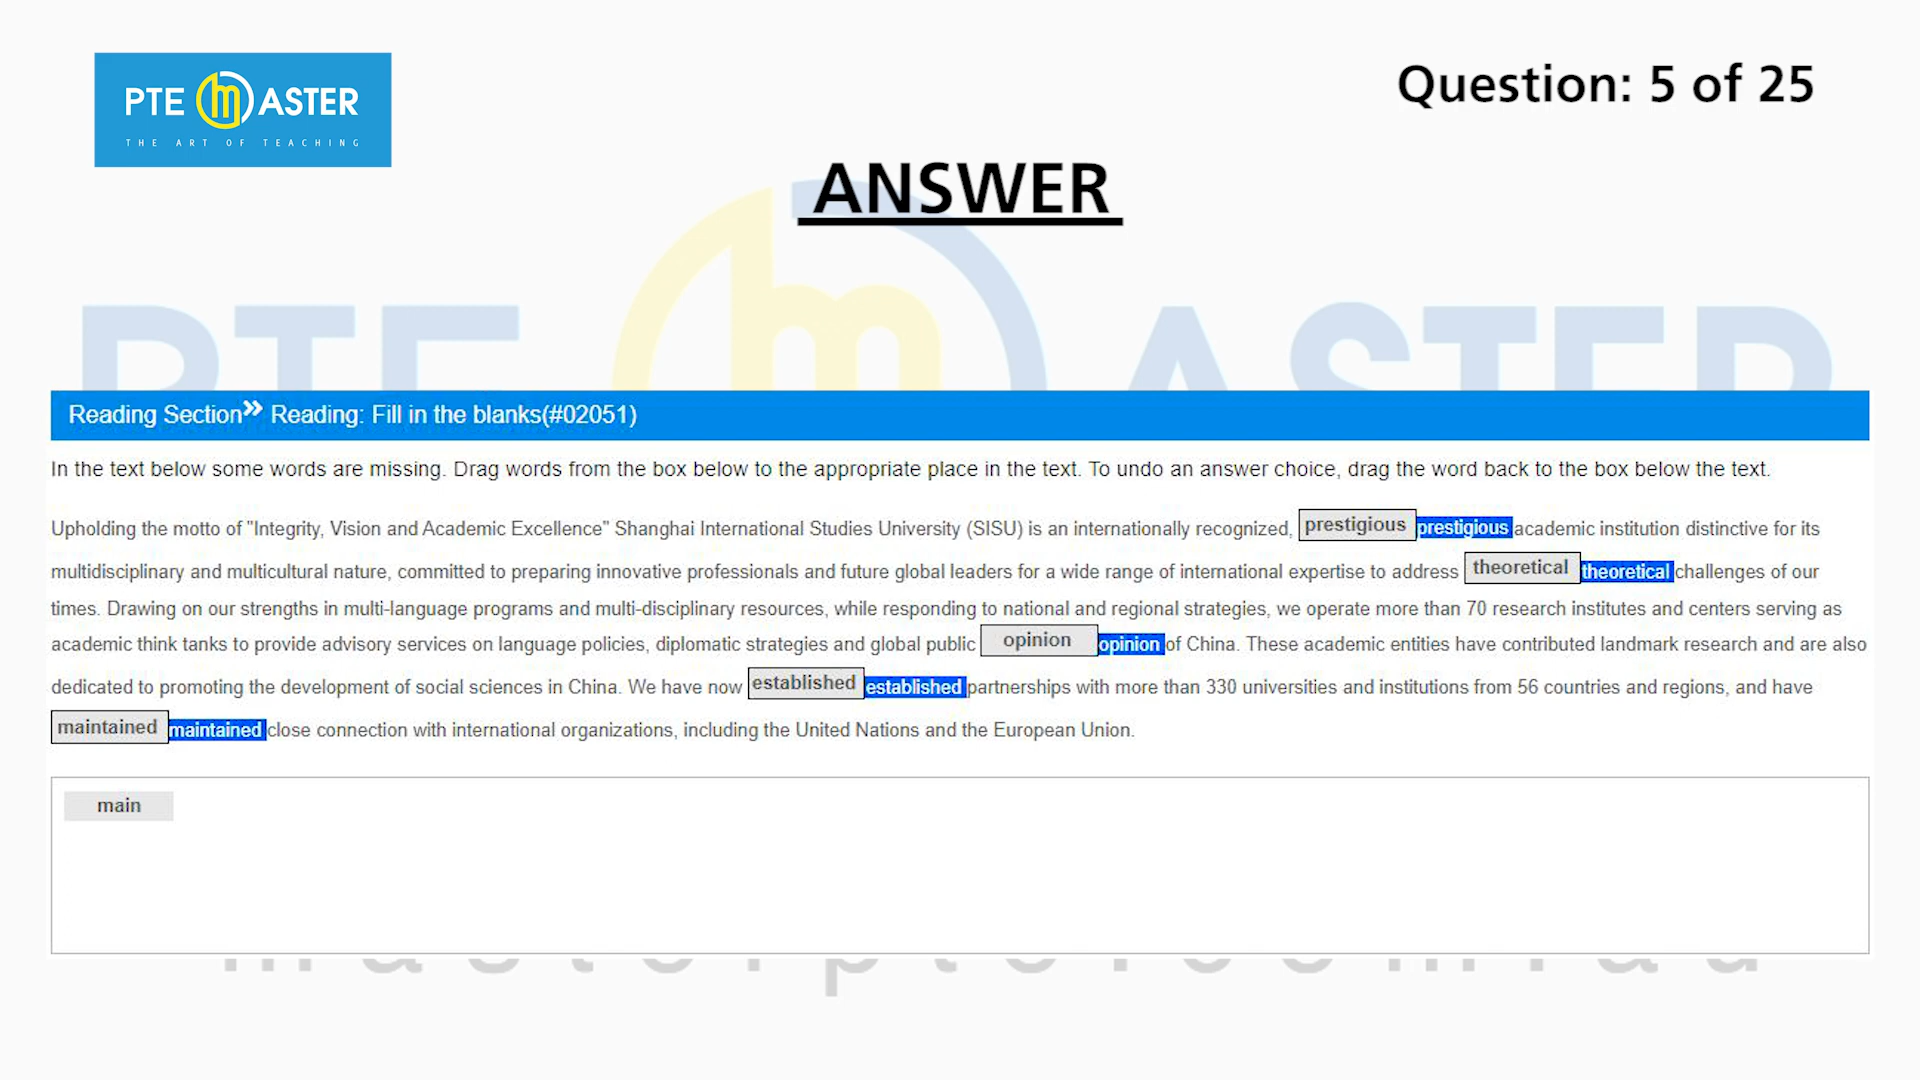 PTE MASTER
THE ART OF TEACHING
Question: 5 of 25
ANSWER
PTE MASTER
Reading Section» Reading: Fill in the blanks(#02051)
In the text below some words are missing. Drag words from the box below to the appropriate place in the text. To undo an answer choice, drag the word back to the box below the text.
Upholding the motto of "Integrity, Vision and Academic Excellence" Shanghai International Studies University (SISU) is an internationally recognized, prestigious prestigious academic institution distinctive for its
multidisciplinary and multicultural nature, committed to preparing innovative professionals and future global leaders for a wide range of international expertise to address theoretical theoretical challenges of our
times. Drawing on our strengths in multi-language programs and multi-disciplinary resources, while responding to national and regional strategies, we operate more than 70 research institutes and centers serving as
academic think tanks to provide advisory services on language policies, diplomatic strategies and global public opinion opinion of China. These academic entities have contributed landmark research and are also
dedicated to promoting the development of social sciences in China. We have now established established partnerships with more than 330 universities and institutions from 56 countries and regions, and have
maintained maintained close connection with international organizations, including the United Nations and the European Union.
main